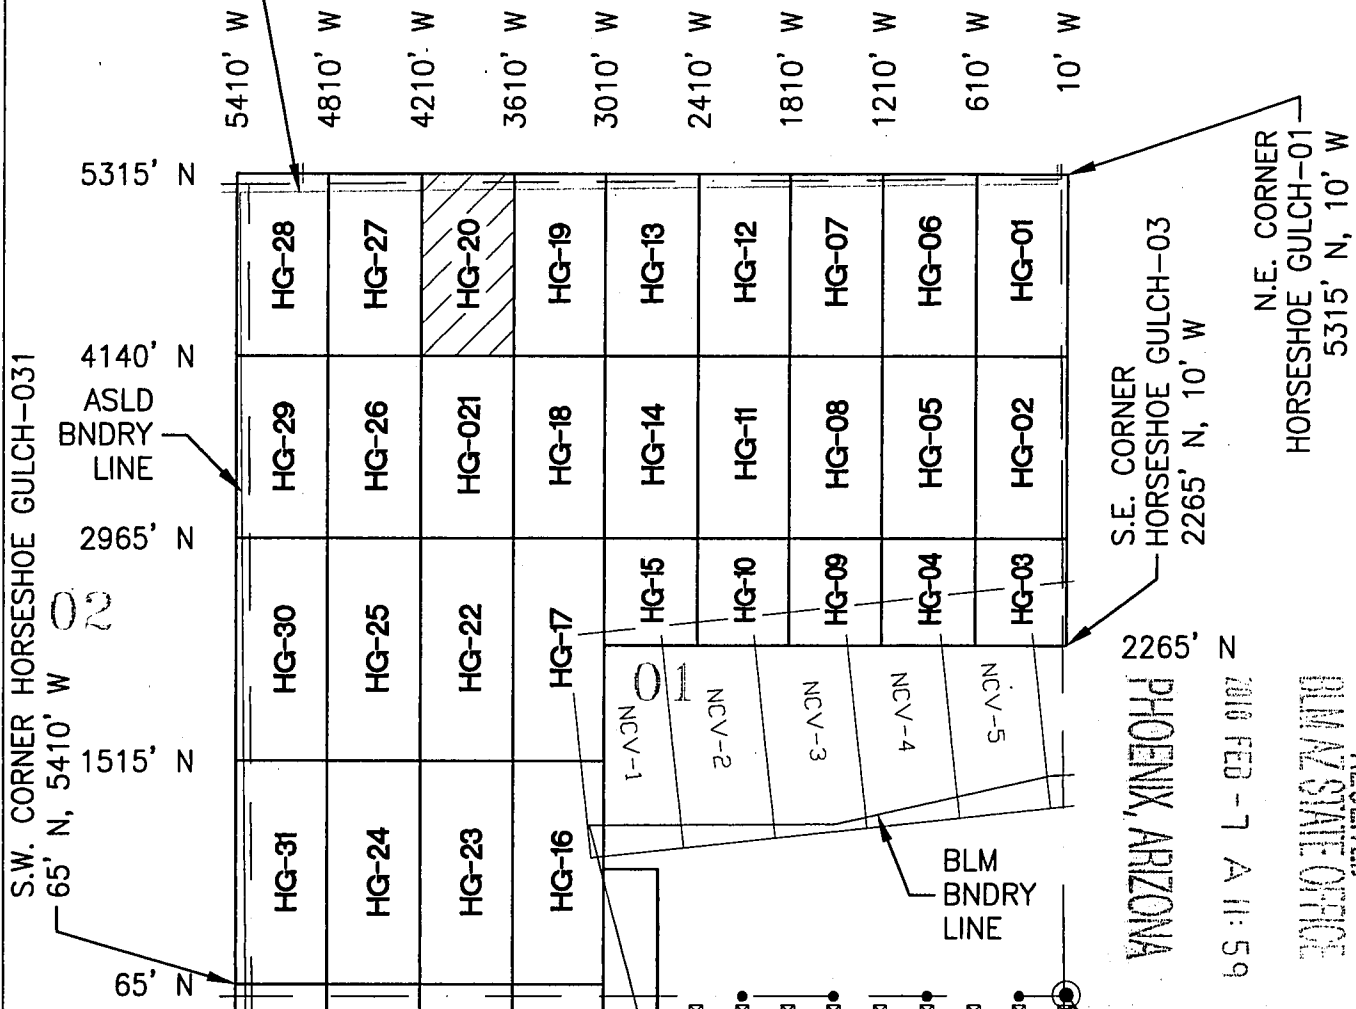 5410' W
4810' W
4210' W
3610' W
3010' W
2410' W
1810' W
1210' W
610' W
10' W
5315' N
4140' N
2965' N
1515' N
65' N
2265' N
HG-28
HG-27
HG-20
HG-19
HG-13
HG-12
HG-07
HG-06
HG-01
HG-29
HG-26
HG-021
HG-18
HG-14
HG-11
HG-08
HG-05
HG-02
HG-30
HG-25
HG-22
HG-17
HG-15
HG-10
HG-09
HG-04
HG-03
HG-31
HG-24
HG-23
HG-16
NCV-1
NCV-2
NCV-3
NCV-4
NCV-5
01
02
ASLD
BNDRY
LINE
BLM
BNDRY
LINE
S.W. CORNER HORSESHOE GULCH-031
65' N, 5410' W
S.E. CORNER
HORSESHOE GULCH-03
2265' N, 10' W
N.E. CORNER
HORSESHOE GULCH-01
5315' N, 10' W
BLM AZ STATE OFFICE
2010 FEB -7 A 11:59
PHOENIX, ARIZONA